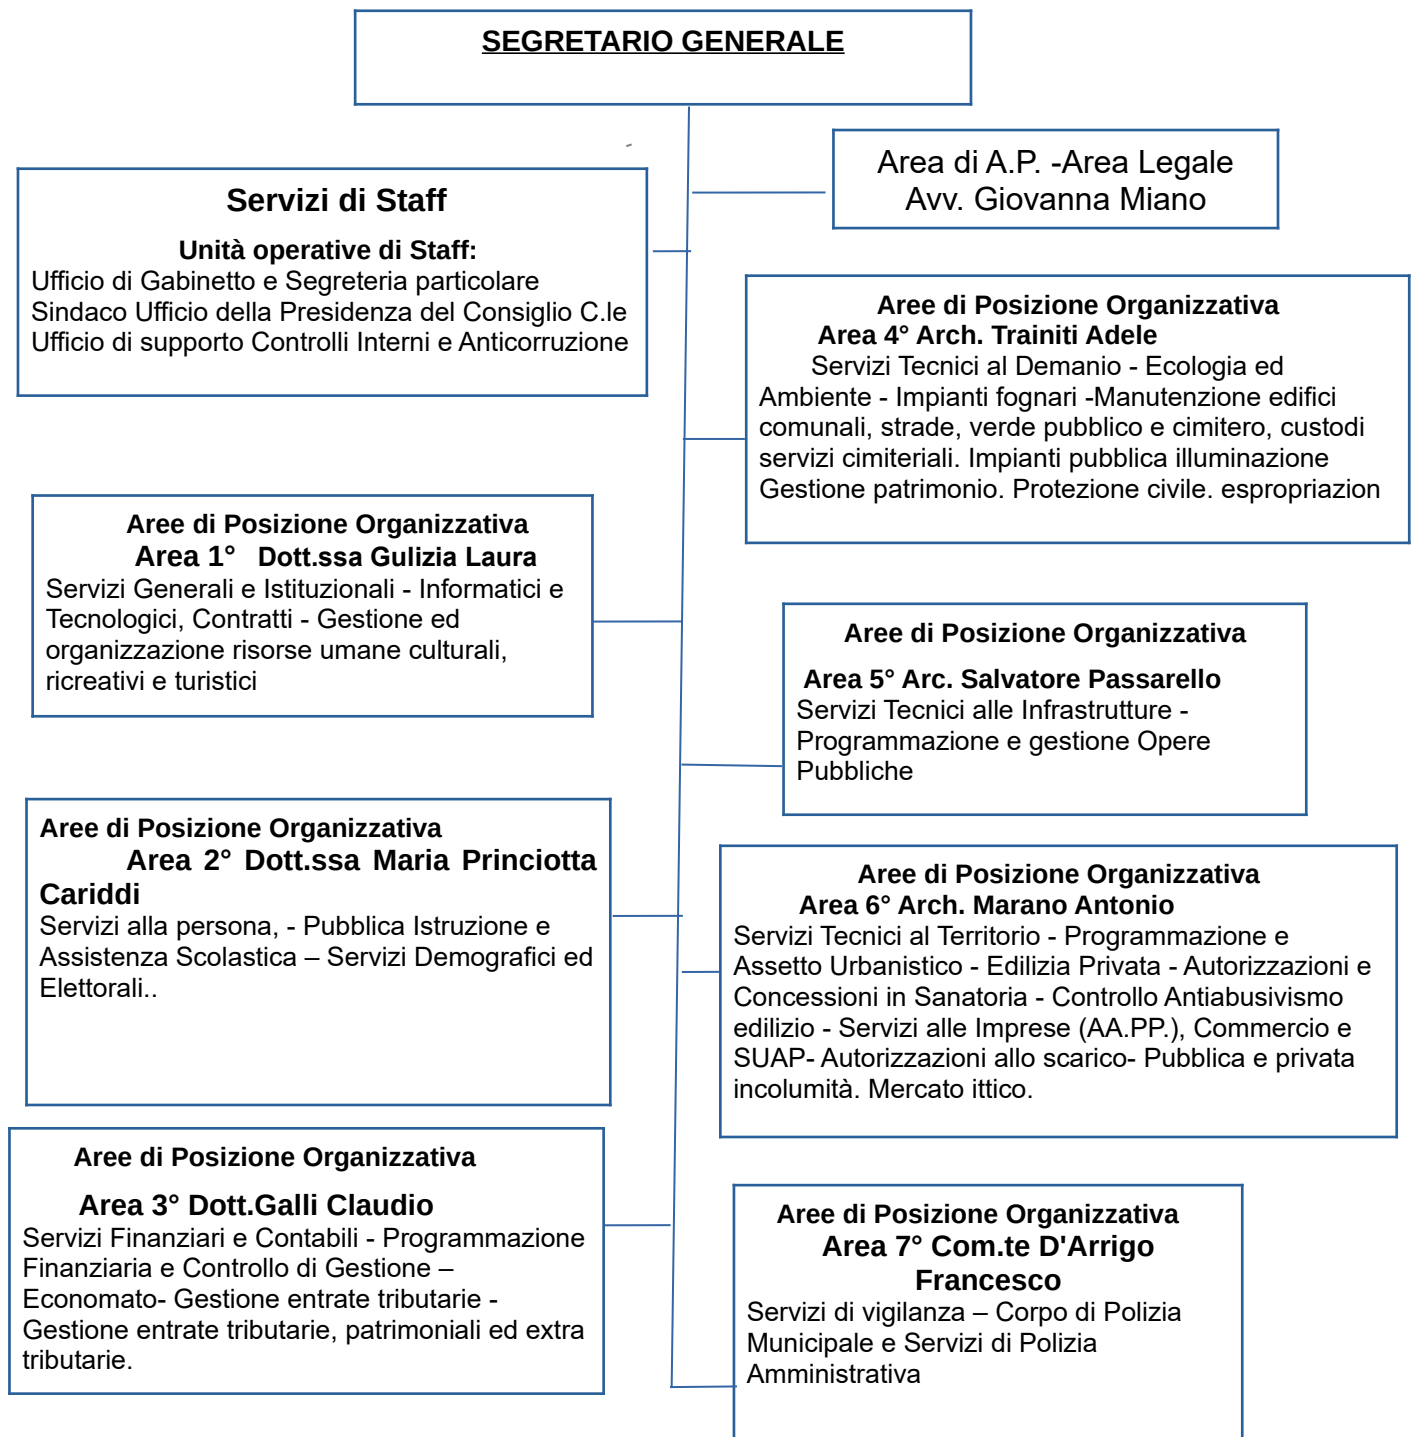 SEGRETARIO GENERALE
Area di A.P. -Area Legale
Avv. Giovanna Miano
Servizi di Staff
Unità operative di Staff:
Ufficio di Gabinetto e Segreteria particolare
Sindaco Ufficio della Presidenza del Consiglio C.le
Ufficio di supporto Controlli Interni e Anticorruzione
Aree di Posizione Organizzativa
Area 4° Arch. Trainiti Adele
Servizi Tecnici al Demanio - Ecologia ed
Ambiente - Impianti fognari -Manutenzione edifici
comunali, strade, verde pubblico e cimitero, custodi
servizi cimiteriali. Impianti pubblica illuminazione
Gestione patrimonio. Protezione civile. espropriazion
Aree di Posizione Organizzativa
Area 1° Dott.ssa Gulizia Laura
Servizi Generali e Istituzionali - Informatici e
Tecnologici, Contratti - Gestione ed
organizzazione risorse umane culturali,
ricreativi e turistici
Aree di Posizione Organizzativa
Area 5° Arc. Salvatore Passarello
Servizi Tecnici alle Infrastrutture -
Programmazione e gestione Opere
Pubbliche
Aree di Posizione Organizzativa
Area 2° Dott.ssa Maria Princiotta
Cariddi
Servizi alla persona, - Pubblica Istruzione e
Assistenza Scolastica – Servizi Demografici ed
Elettorali..
Aree di Posizione Organizzativa
Area 6° Arch. Marano Antonio
Servizi Tecnici al Territorio - Programmazione e
Assetto Urbanistico - Edilizia Privata - Autorizzazioni e
Concessioni in Sanatoria - Controllo Antiabusivismo
edilizio - Servizi alle Imprese (AA.PP.), Commercio e
SUAP- Autorizzazioni allo scarico- Pubblica e privata
incolumità. Mercato ittico.
Aree di Posizione Organizzativa
Area 3° Dott.Galli Claudio
Servizi Finanziari e Contabili - Programmazione
Finanziaria e Controllo di Gestione –
Economato- Gestione entrate tributarie -
Gestione entrate tributarie, patrimoniali ed extra
tributarie.
Aree di Posizione Organizzativa
Area 7° Com.te D'Arrigo
Francesco
Servizi di vigilanza – Corpo di Polizia
Municipale e Servizi di Polizia
Amministrativa